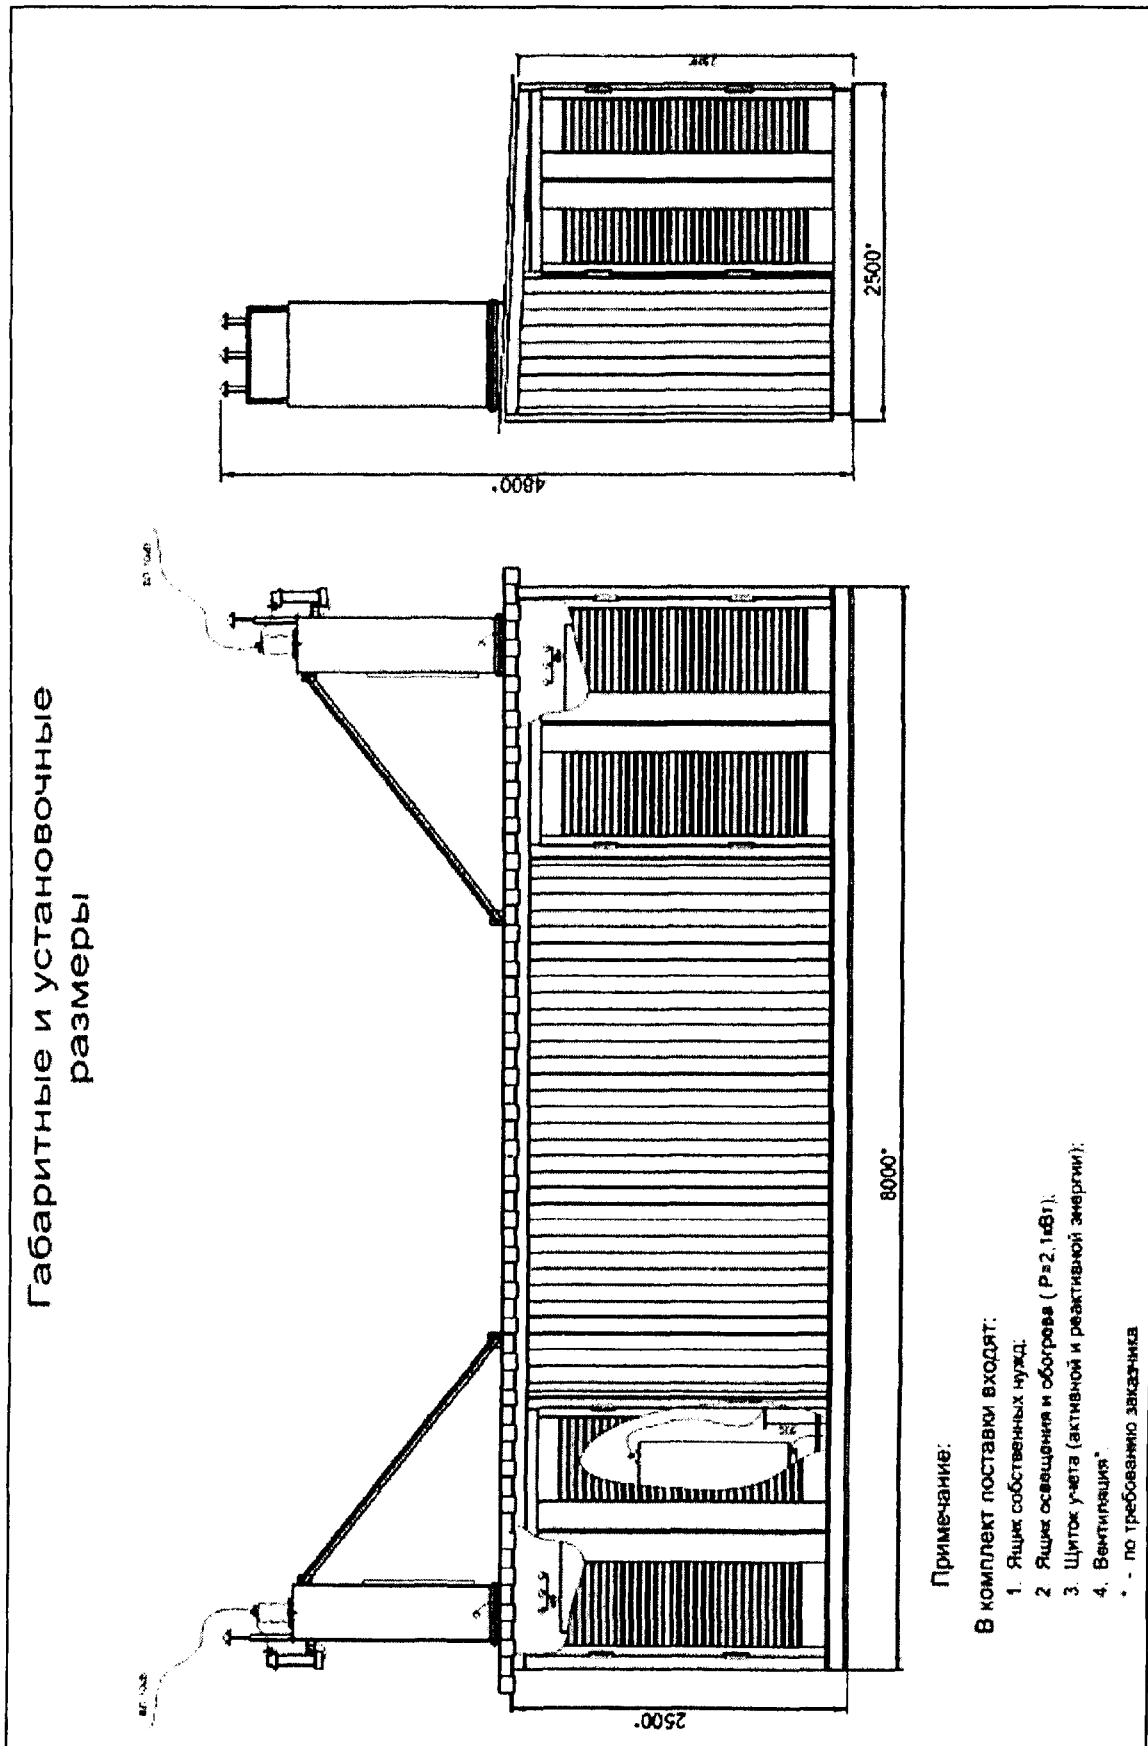 Габаритные и установочные
размеры
4800*
2500*
2500*
8000*
Примечание:
В комплект поставки входят:
1. Ящик собственных нужд;
2 Ящик освещения и обогрева ( P=2,1кВт);
3. Щиток учета (активной и реактивной энергии);
4. Вентиляция*
* - по требованию заказчика